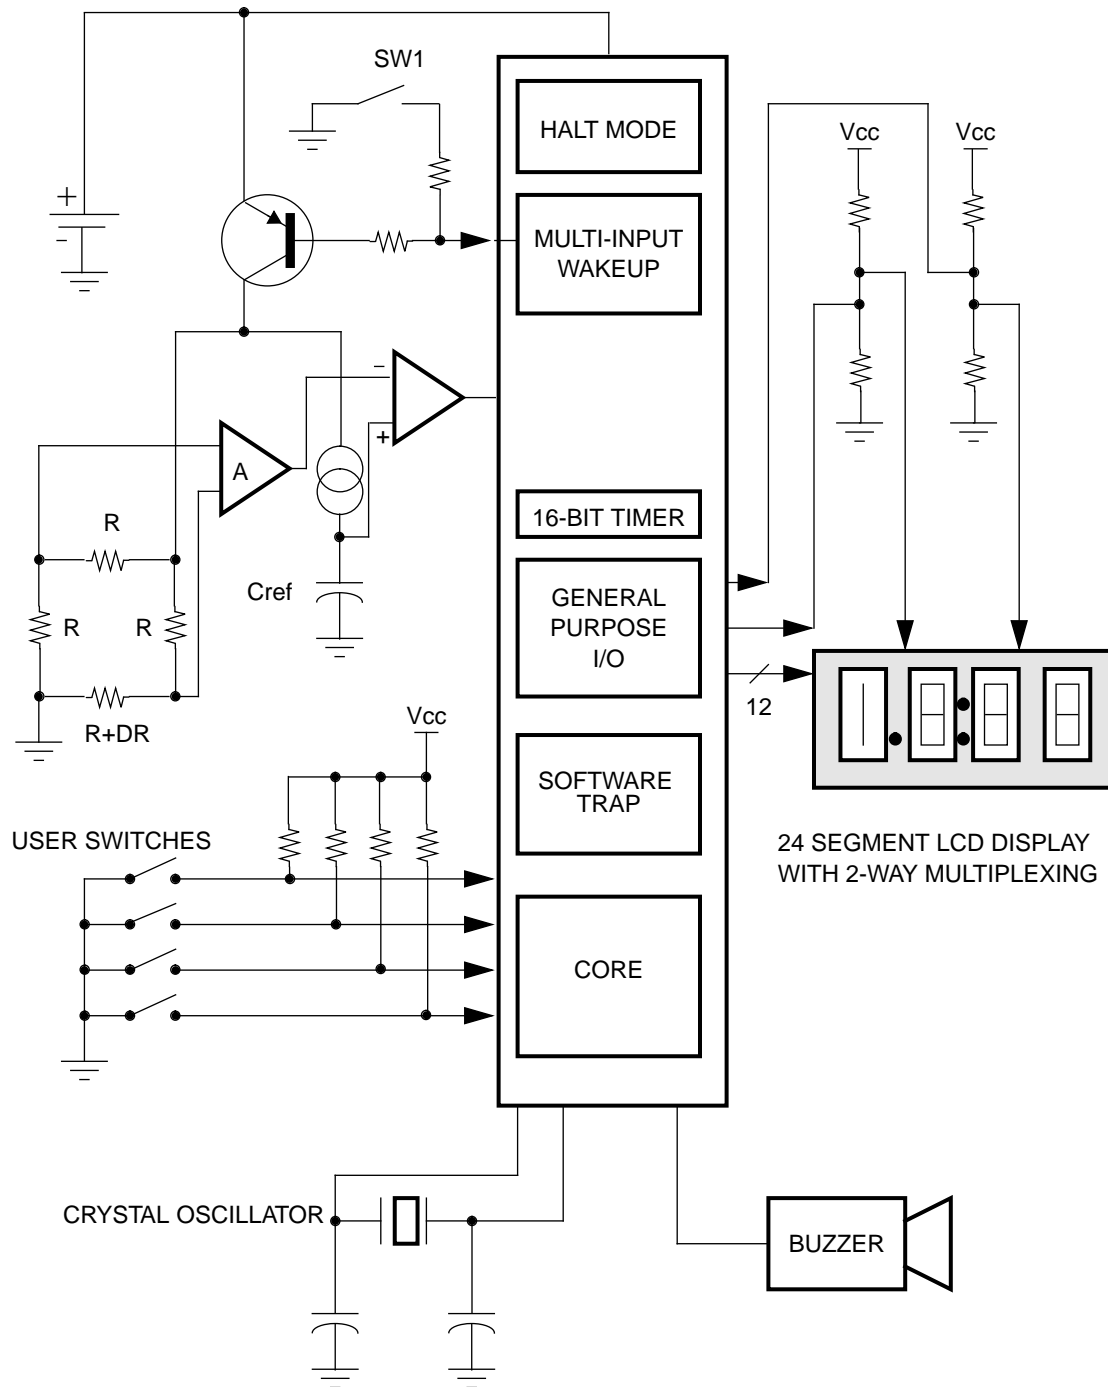 SW1
HALT MODE
Vcc
Vcc
+
−
MULTI-INPUT
WAKEUP
−
+
A
R
16-BIT TIMER
Cref
GENERAL
PURPOSE
I/O
R
R
12
R+DR
Vcc
SOFTWARE
TRAP
USER SWITCHES
24 SEGMENT LCD DISPLAY
WITH 2-WAY MULTIPLEXING
CORE
CRYSTAL OSCILLATOR
BUZZER